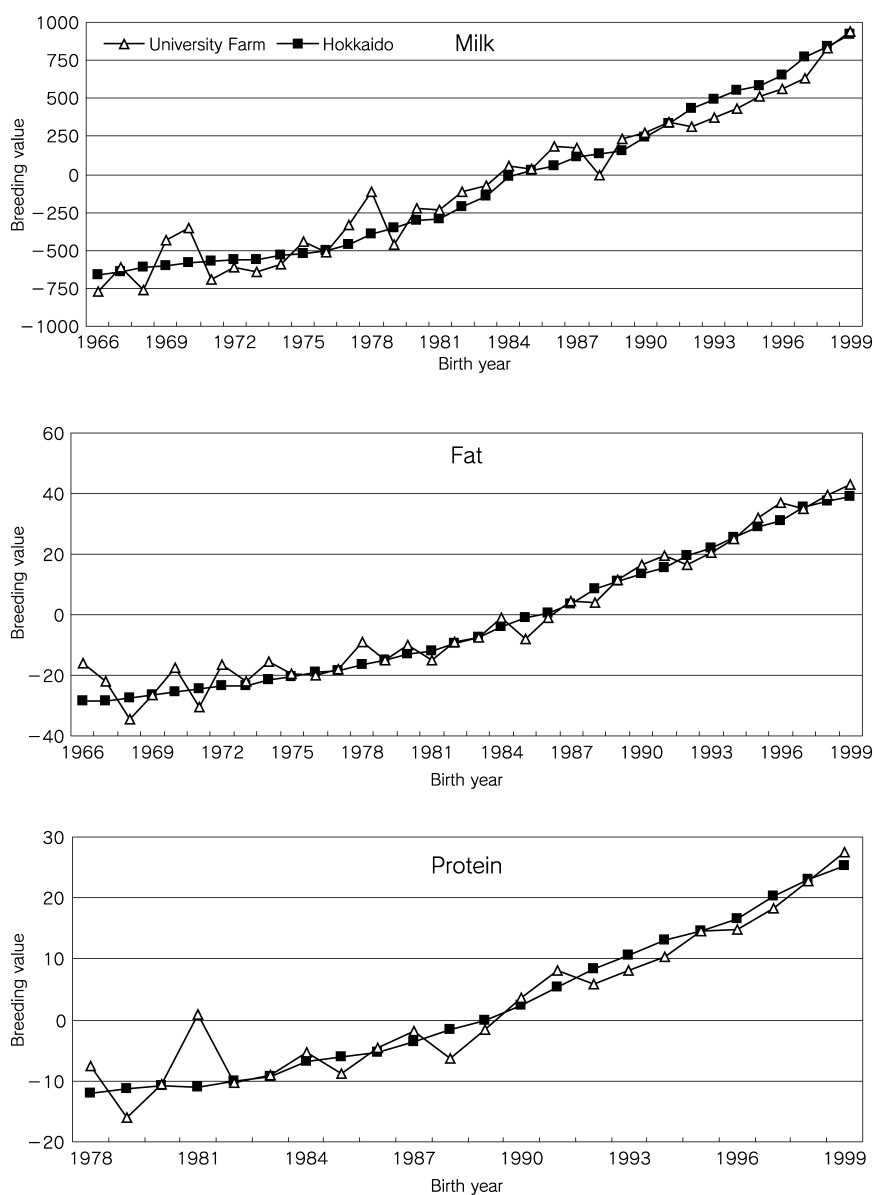 Milk
University Farm Hokkaido
1000
750
500
250
0
−250
−500
−750
−1000
Breeding value
1966 1969 1972 1975 1978 1981 1984 1987 1990 1993 1996 1999
Birth year
Fat
60
40
20
0
−20
−40
Breeding value
1966 1969 1972 1975 1978 1981 1984 1987 1990 1993 1996 1999
Birth year
Protein
30
20
10
0
−10
−20
Breeding value
1978 1981 1984 1987 1990 1993 1996 1999
Birth year